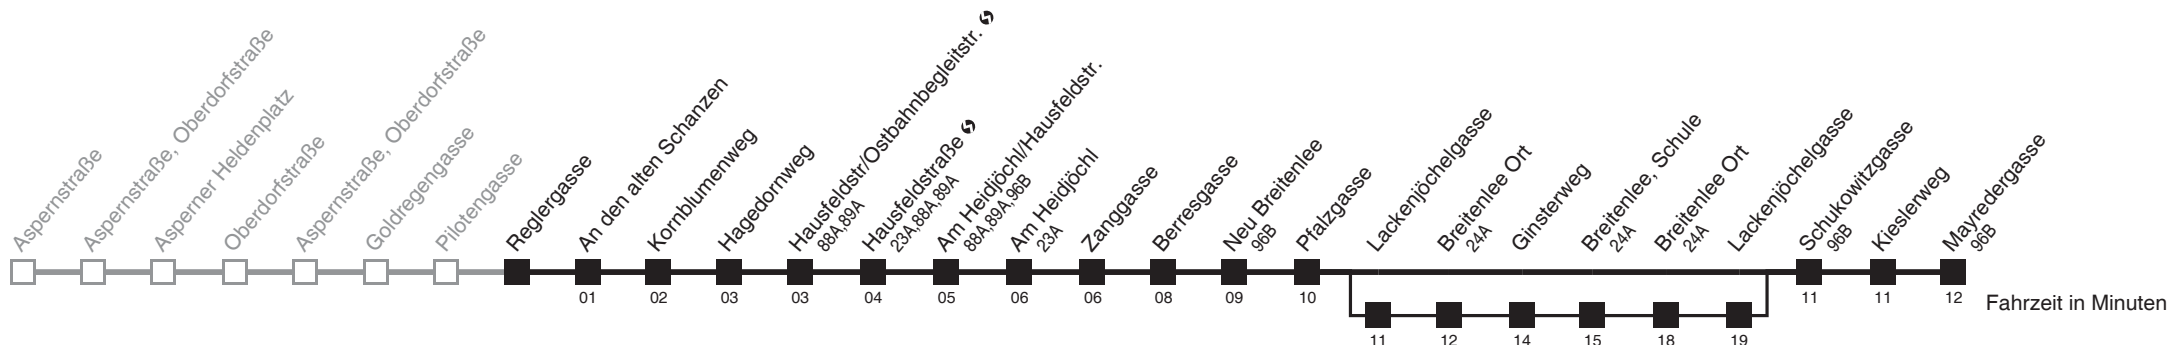 Aspernstraße
Aspernstraße, Oberdorfstraße
Asperner Heldenplatz
Oberdorfstraße
Aspernstraße, Oberdorfstraße
Goldregengasse
Pilotengasse
Reglergasse
An den alten Schanzen
Kornblumenweg
Hagedornweg
Hausfeldstr/Ostbahnbegleitstr.
88A,89A
Hausfeldstraße
23A,88A,89A
Am Heidjöchl/Hausfeldstr.
88A,89A,96B
Am Heidjöchl
23A
Zanggasse
Berresgasse
Neu Breitenlee
96B
Pfalzgasse
Lackenjöchelgasse
Breitenlee Ort
24A
Ginsterweg
Breitenlee, Schule
24A
Breitenlee Ort
24A
Lackenjöchelgasse
Schukowitzgasse
96B
Kieslerweg
Mayredergasse
96B
01 02 03 03 04 05 06 06 08 09 10 11 11 12
Fahrzeit in Minuten
11 12 14 15 18 19